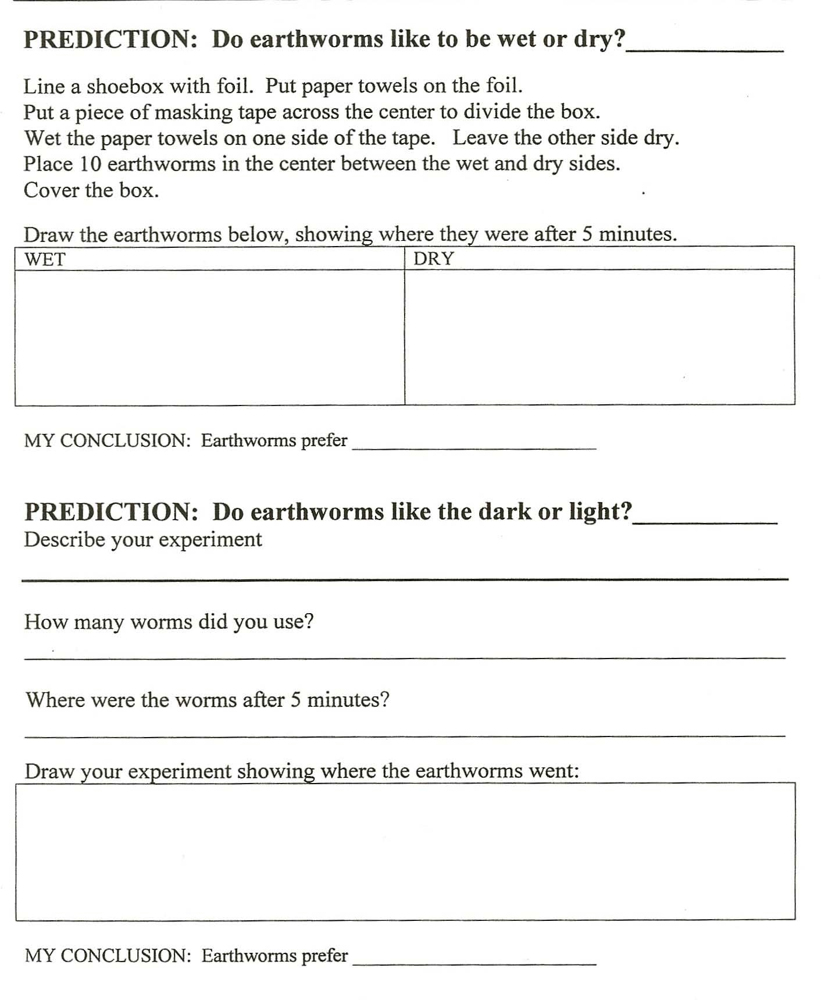 PREDICTION: Do earthworms like to be wet or dry?____________
Line a shoebox with foil. Put paper towels on the foil.
Put a piece of masking tape across the center to divide the box.
Wet the paper towels on one side of the tape. Leave the other side dry.
Place 10 earthworms in the center between the wet and dry sides.
Cover the box.
Draw the earthworms below, showing where they were after 5 minutes.
WET DRY
MY CONCLUSION: Earthworms prefer ________________________
PREDICTION: Do earthworms like the dark or light?___________
Describe your experiment
How many worms did you use?
Where were the worms after 5 minutes?
Draw your experiment showing where the earthworms went:
MY CONCLUSION: Earthworms prefer ________________________